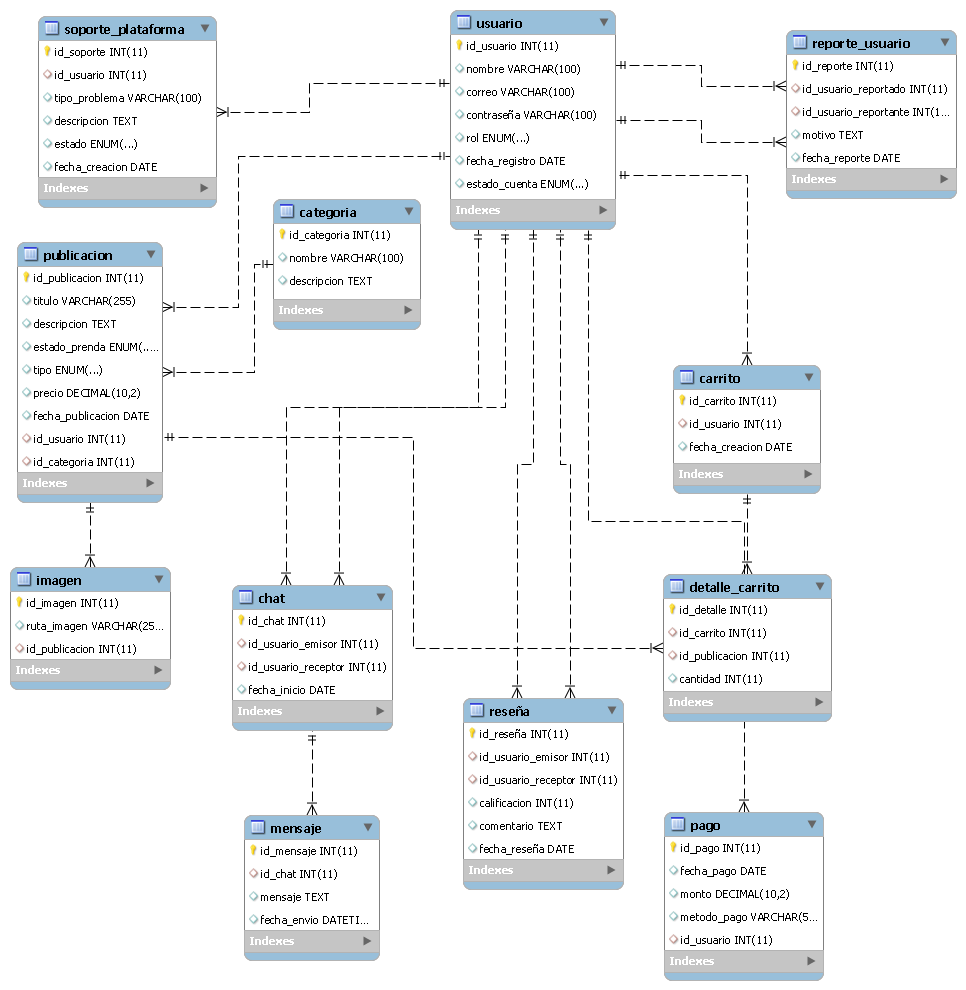 soporte_plataforma
id_soporte INT(11)
id_usuario INT(11)
tipo_problema VARCHAR(100)
descripcion TEXT
estado ENUM(...)
fecha_creacion DATE
Indexes
usuario
id_usuario INT(11)
nombre VARCHAR(100)
correo VARCHAR(100)
contraseña VARCHAR(100)
rol ENUM(...)
fecha_registro DATE
estado_cuenta ENUM(...)
Indexes
reporte_usuario
id_reporte INT(11)
id_usuario_reportado INT(11)
id_usuario_reportante INT(1...
motivo TEXT
fecha_reporte DATE
Indexes
categoria
id_categoria INT(11)
nombre VARCHAR(100)
descripcion TEXT
Indexes
publicacion
id_publicacion INT(11)
titulo VARCHAR(255)
descripcion TEXT
estado_prenda ENUM(.....
tipo ENUM(...)
precio DECIMAL(10,2)
fecha_publicacion DATE
id_usuario INT(11)
id_categoria INT(11)
Indexes
carrito
id_carrito INT(11)
id_usuario INT(11)
fecha_creacion DATE
Indexes
imagen
id_imagen INT(11)
ruta_imagen VARCHAR(25...
id_publicacion INT(11)
Indexes
chat
id_chat INT(11)
id_usuario_emisor INT(11)
id_usuario_receptor INT(11)
fecha_inicio DATE
Indexes
detalle_carrito
id_detalle INT(11)
id_carrito INT(11)
id_publicacion INT(11)
cantidad INT(11)
Indexes
reseña
id_reseña INT(11)
id_usuario_emisor INT(11)
id_usuario_receptor INT(11)
calificacion INT(11)
comentario TEXT
fecha_reseña DATE
Indexes
mensaje
id_mensaje INT(11)
id_chat INT(11)
mensaje TEXT
fecha_envio DATETI...
Indexes
pago
id_pago INT(11)
fecha_pago DATE
monto DECIMAL(10,2)
metodo_pago VARCHAR(5...
id_usuario INT(11)
Indexes